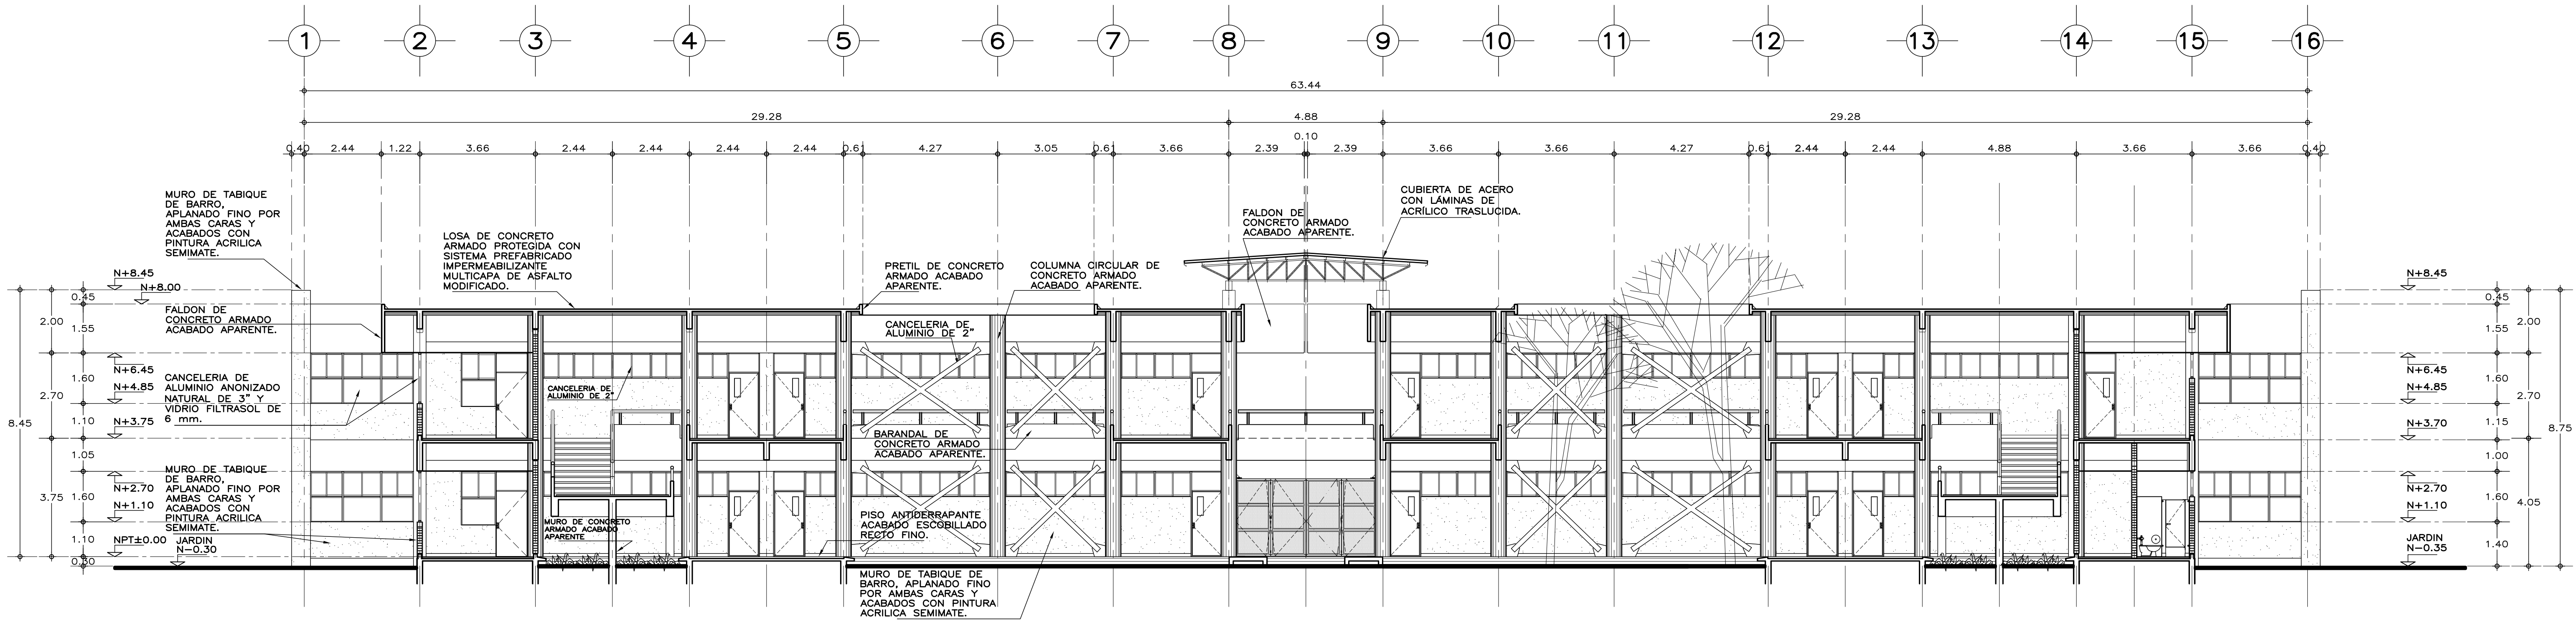 1 2 3 4 5 6 7 8 9 10 11 12 13 14 15 16
63.44
29.28 4.88 29.28
0.10
0.40 2.44 1.22 3.66 2.44 2.44 2.44 2.44 0.61 4.27 3.05 0.61 3.66 2.39 2.39 3.66 3.66 4.27 0.61 2.44 2.44 4.88 3.66 3.66 0.40
MURO DE TABIQUE
DE BARRO,
APLANADO FINO POR
AMBAS CARAS Y
ACABADOS CON
PINTURA ACRILICA
SEMIMATE.
LOSA DE CONCRETO
ARMADO PROTEGIDA CON
SISTEMA PREFABRICADO
IMPERMEABILIZANTE
MULTICAPA DE ASFALTO
MODIFICADO.
PRETIL DE CONCRETO
ARMADO ACABADO
APARENTE.
COLUMNA CIRCULAR DE
CONCRETO ARMADO
ACABADO APARENTE.
FALDON DE
CONCRETO ARMADO
ACABADO APARENTE.
CUBIERTA DE ACERO
CON LÁMINAS DE
ACRÍLICO TRASLUCIDA.
N+8.45
N+8.00
FALDON DE
CONCRETO ARMADO
ACABADO APARENTE.
CANCELERIA DE
ALUMINIO DE 2"
N+6.45
N+4.85
N+3.75
CANCELERIA DE
ALUMINIO ANONIZADO
NATURAL DE 3" Y
VIDRIO FILTRASOL DE
6 mm.
CANCELERIA DE
ALUMINIO DE 2"
BARANDAL DE
CONCRETO ARMADO
ACABADO APARENTE.
MURO DE TABIQUE
DE BARRO,
APLANADO FINO POR
AMBAS CARAS Y
ACABADOS CON
PINTURA ACRILICA
SEMIMATE.
N+2.70
N+1.10
NPT±0.00
JARDIN
N-0.30
MURO DE CONCRETO
ARMADO ACABADO
APARENTE
PISO ANTIDERRAPANTE
ACABADO ESCOBILLADO
RECTO FINO.
MURO DE TABIQUE DE
BARRO, APLANADO FINO
POR AMBAS CARAS Y
ACABADOS CON PINTURA
ACRILICA SEMIMATE.
8.45
2.00
2.70
3.75
0.45
1.55
1.60
1.10
1.05
1.60
1.10
0.30
N+8.45
N+6.45
N+4.85
N+3.70
N+2.70
N+1.10
JARDIN
N-0.35
0.45
1.55
1.60
1.15
1.00
1.60
1.40
2.00
2.70
4.05
8.75